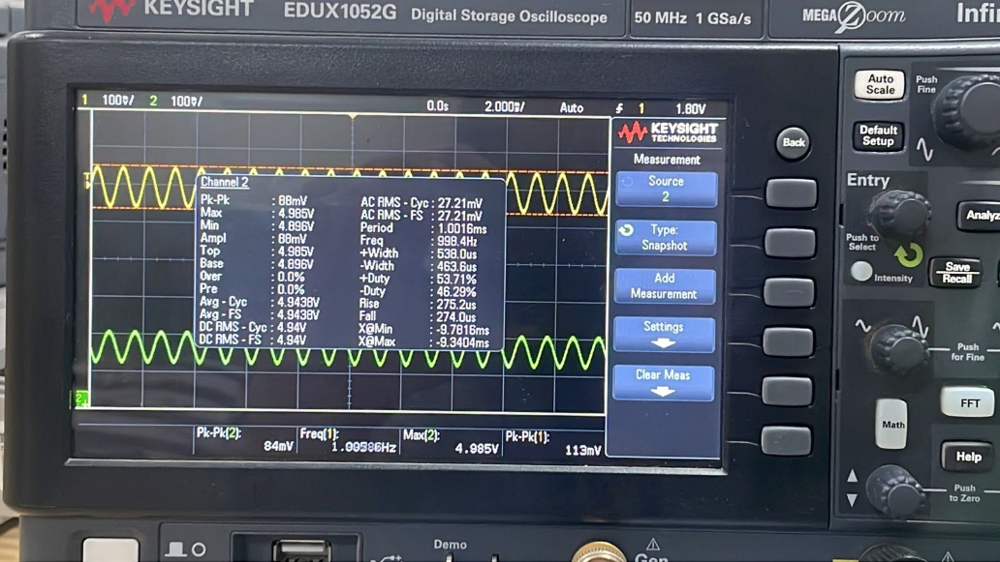 KEYSIGHT EDUX1052G Digital Storage Oscilloscope 50 MHz 1 GSa/s MEGA Zoom Infi
1 100%/ 2 100%/ 0.0s 2.000%/ Auto 1 1.80V
KEYSIGHT
TECHNOLOGIES
Measurement
Source
2
Type:
Snapshot
Add
Measurement
Settings
Clear Meas
Channel 2
Pk-Pk : 88mV
Max : 4.985V
Min : 4.896V
Ampl : 88mV
Top : 4.985V
Base : 4.896V
Over : 0.0%
Pre : 0.0%
Avg - Cyc : 4.9438V
Avg - FS : 4.9438V
DC RMS - Cyc : 4.94V
DC RMS - FS : 4.94V
AC RMS - Cyc : 27.21mV
AC RMS - FS : 27.21mV
Period : 1.0016ms
Freq : 998.4Hz
+Width : 538.0us
-Width : 463.6us
+Duty : 53.71%
-Duty : 46.29%
Rise : 275.2us
Fall : 274.0us
X@Min : -9.7816ms
X@Max : -9.3404ms
T
2
Pk-Pk(2): 84mV
Freq(1):
Max(2): 4.985V
Pk-Pk(1): 113mV
Back
Auto
Scale
Default
Setup
Push
Fine
Entry
Push to
Select
Intensity
Analyz
Save
Recall
Push
for Fine
FFT
Math
Help
Push
to Zero
Demo
Gen